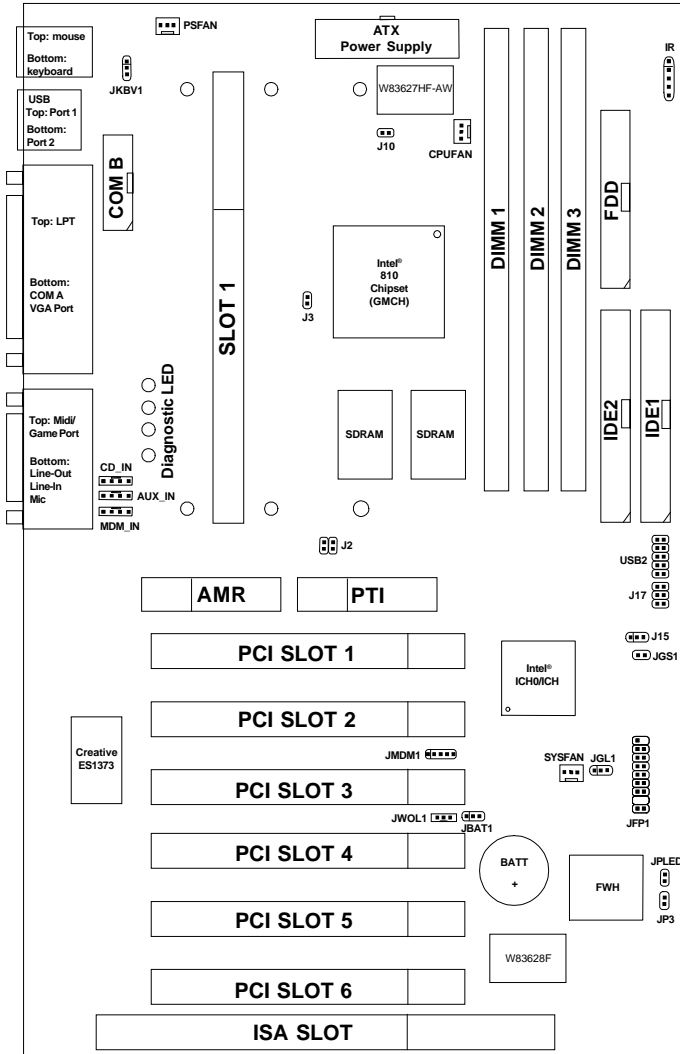 Top: mouse
Bottom:
keyboard
PSFAN
JKBV1
ATX
Power Supply
W83627HF-AW
IR
USB
Top: Port 1
Bottom:
Port 2
J10
CPUFAN
COM B
FDD
Top: LPT
Bottom:
COM A
VGA Port
SLOT 1
Intel®
810
Chipset
(GMCH)
J3
DIMM 1
DIMM 2
DIMM 3
Diagnostic LED
SDRAM
SDRAM
IDE2
IDE1
Top: Midi/
Game Port
Bottom:
Line-Out
Line-In
Mic
CD_IN
AUX_IN
MDM_IN
J2
USB2
J17
AMR
PTI
J15
JGS1
PCI SLOT 1
Intel®
ICH0/ICH
PCI SLOT 2
Creative
ES1373
JMDM1
SYSFAN
JGL1
PCI SLOT 3
JWOL1
JBAT1
JFP1
PCI SLOT 4
BATT
+
FWH
JPLED
JP3
PCI SLOT 5
W83628F
PCI SLOT 6
ISA SLOT